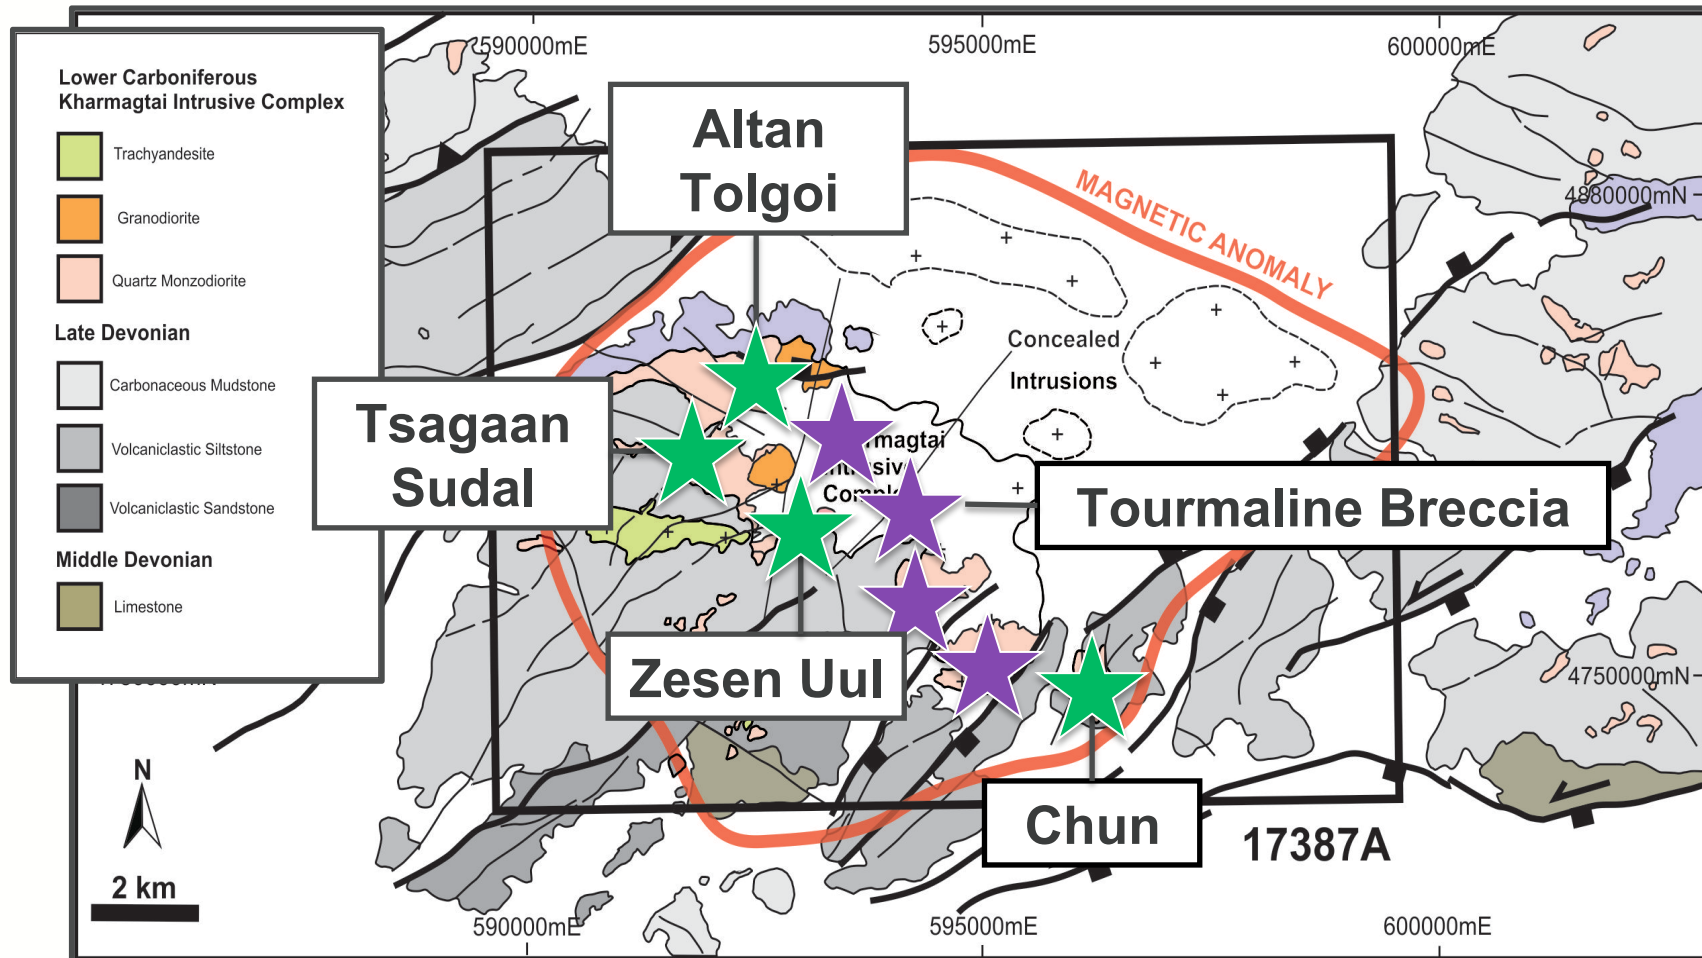 590000mE
595000mE
600000mE
Lower Carboniferous
Kharmagtai Intrusive Complex
Trachyandesite
Granodiorite
Quartz Monzodiorite
Late Devonian
Carbonaceous Mudstone
Volcaniclastic Siltstone
Volcaniclastic Sandstone
Middle Devonian
Limestone
Altan
Tolgoi
MAGNETIC ANOMALY
4880000mN
Concealed
Intrusions
Tsagaan
Sudal
Tourmaline Breccia
Zesen Uul
4750000mN
Chun
17387A
N
2 km
590000mE
595000mE
600000mE